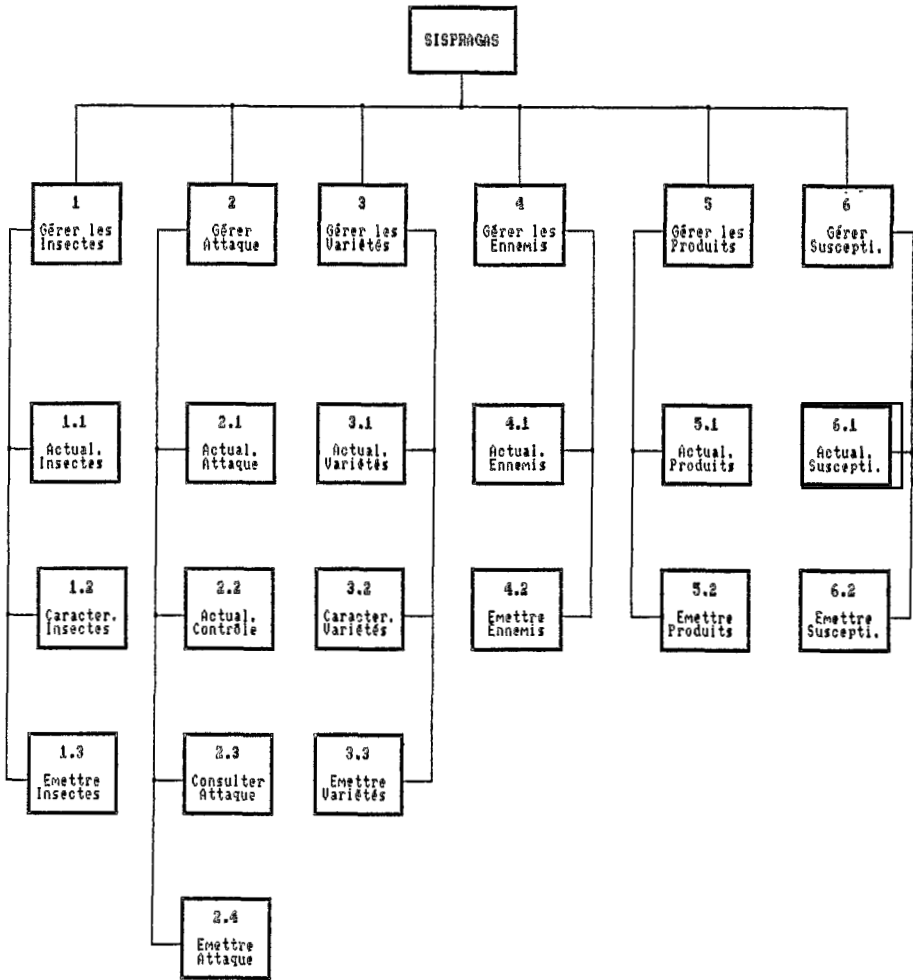 SISPRAGAS
1
Gérer les
Insectes
2
Gérer
Attaque
3
Gérer les
Variétés
4
Gérer les
Ennemis
5
Gérer les
Produits
6
Gérer
Suscepti.
1.1
Actual.
Insectes
2.1
Actual.
Attaque
3.1
Actual.
Variétés
4.1
Actual.
Ennemis
5.1
Actual.
Produits
6.1
Actual.
Suscepti.
1.2
Caracter.
Insectes
2.2
Actual.
Contrôle
3.2
Caracter.
Variétés
4.2
Emettre
Ennemis
5.2
Emettre
Produits
6.2
Emettre
Suscepti.
1.3
Emettre
Insectes
2.3
Consulter
Attaque
3.3
Emettre
Variétés
2.4
Emettre
Attaque